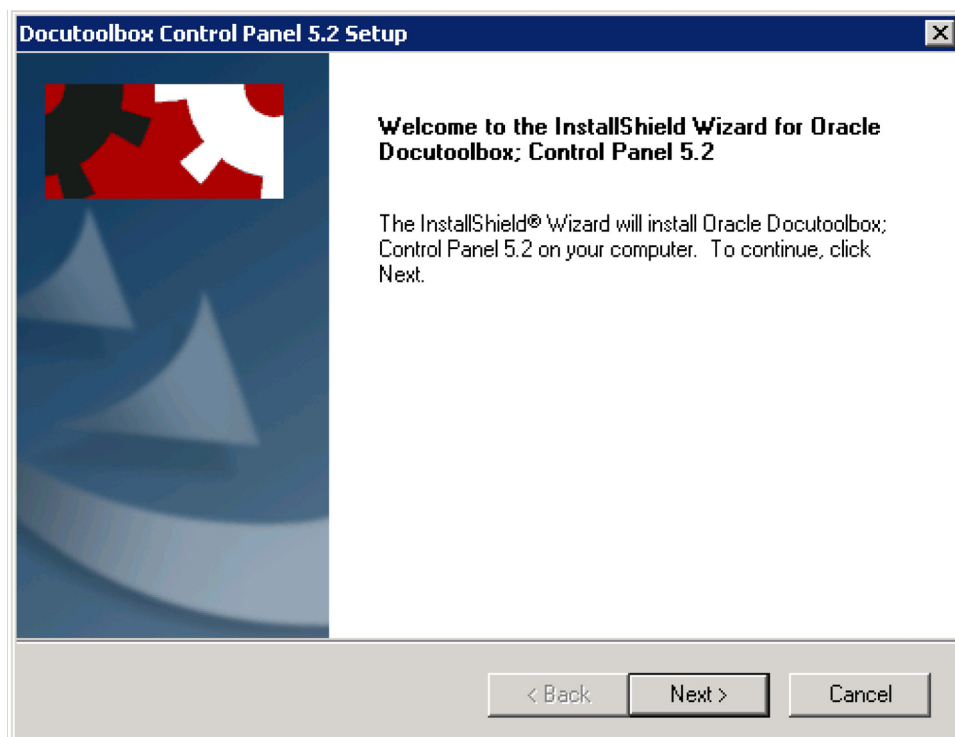 Docutoolbox Control Panel 5.2 Setup
Welcome to the InstallShield Wizard for Oracle
Docutoolbox; Control Panel 5.2
The InstallShield® Wizard will install Oracle Docutoolbox;
Control Panel 5.2 on your computer.  To continue, click
Next.
< Back
Next >
Cancel